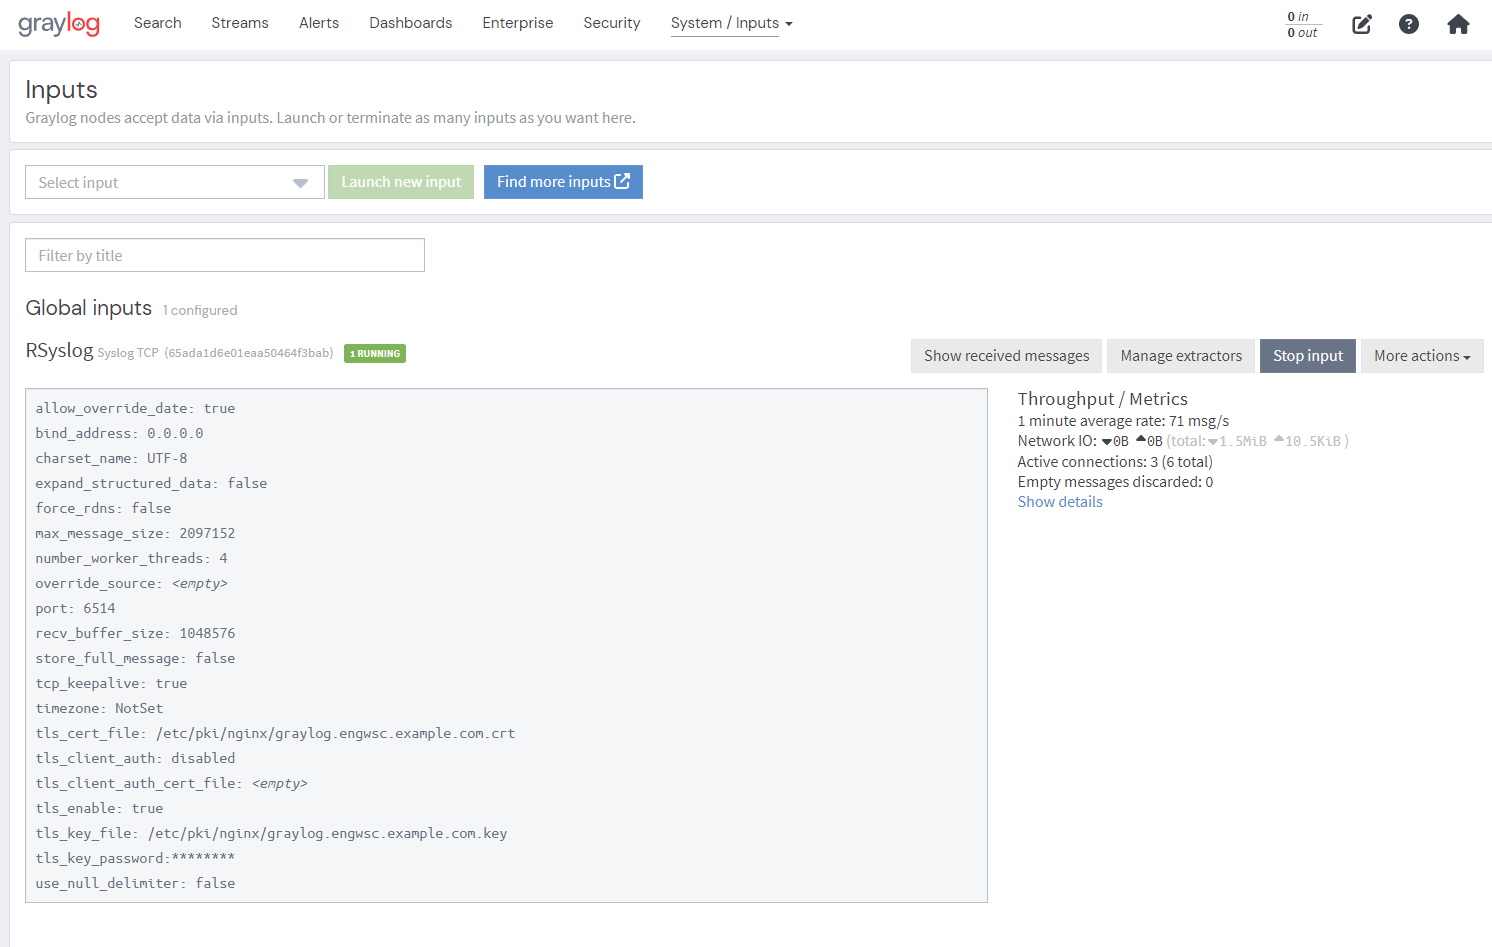 graylog Search Streams Alerts Dashboards Enterprise Security System / Inputs 0 in
0 out
Inputs
Graylog nodes accept data via inputs. Launch or terminate as many inputs as you want here.
Select input Launch new input Find more inputs
Filter by title
Global inputs 1 configured
RSyslog Syslog TCP (65ada1d6e01eaa50464f3bab) 1 RUNNING Show received messages Manage extractors Stop input More actions
allow_override_date: true
bind_address: 0.0.0.0
charset_name: UTF-8
expand_structured_data: false
force_rdns: false
max_message_size: 2097152
number_worker_threads: 4
override_source: <empty>
port: 6514
recv_buffer_size: 1048576
store_full_message: false
tcp_keepalive: true
timezone: NotSet
tls_cert_file: /etc/pki/nginx/graylog.engwsc.example.com.crt
tls_client_auth: disabled
tls_client_auth_cert_file: <empty>
tls_enable: true
tls_key_file: /etc/pki/nginx/graylog.engwsc.example.com.key
tls_key_password:********
use_null_delimiter: false
Throughput / Metrics
1 minute average rate: 71 msg/s
Network IO: 0B 0B (total: 1.5MiB 10.5KiB )
Active connections: 3 (6 total)
Empty messages discarded: 0
Show details